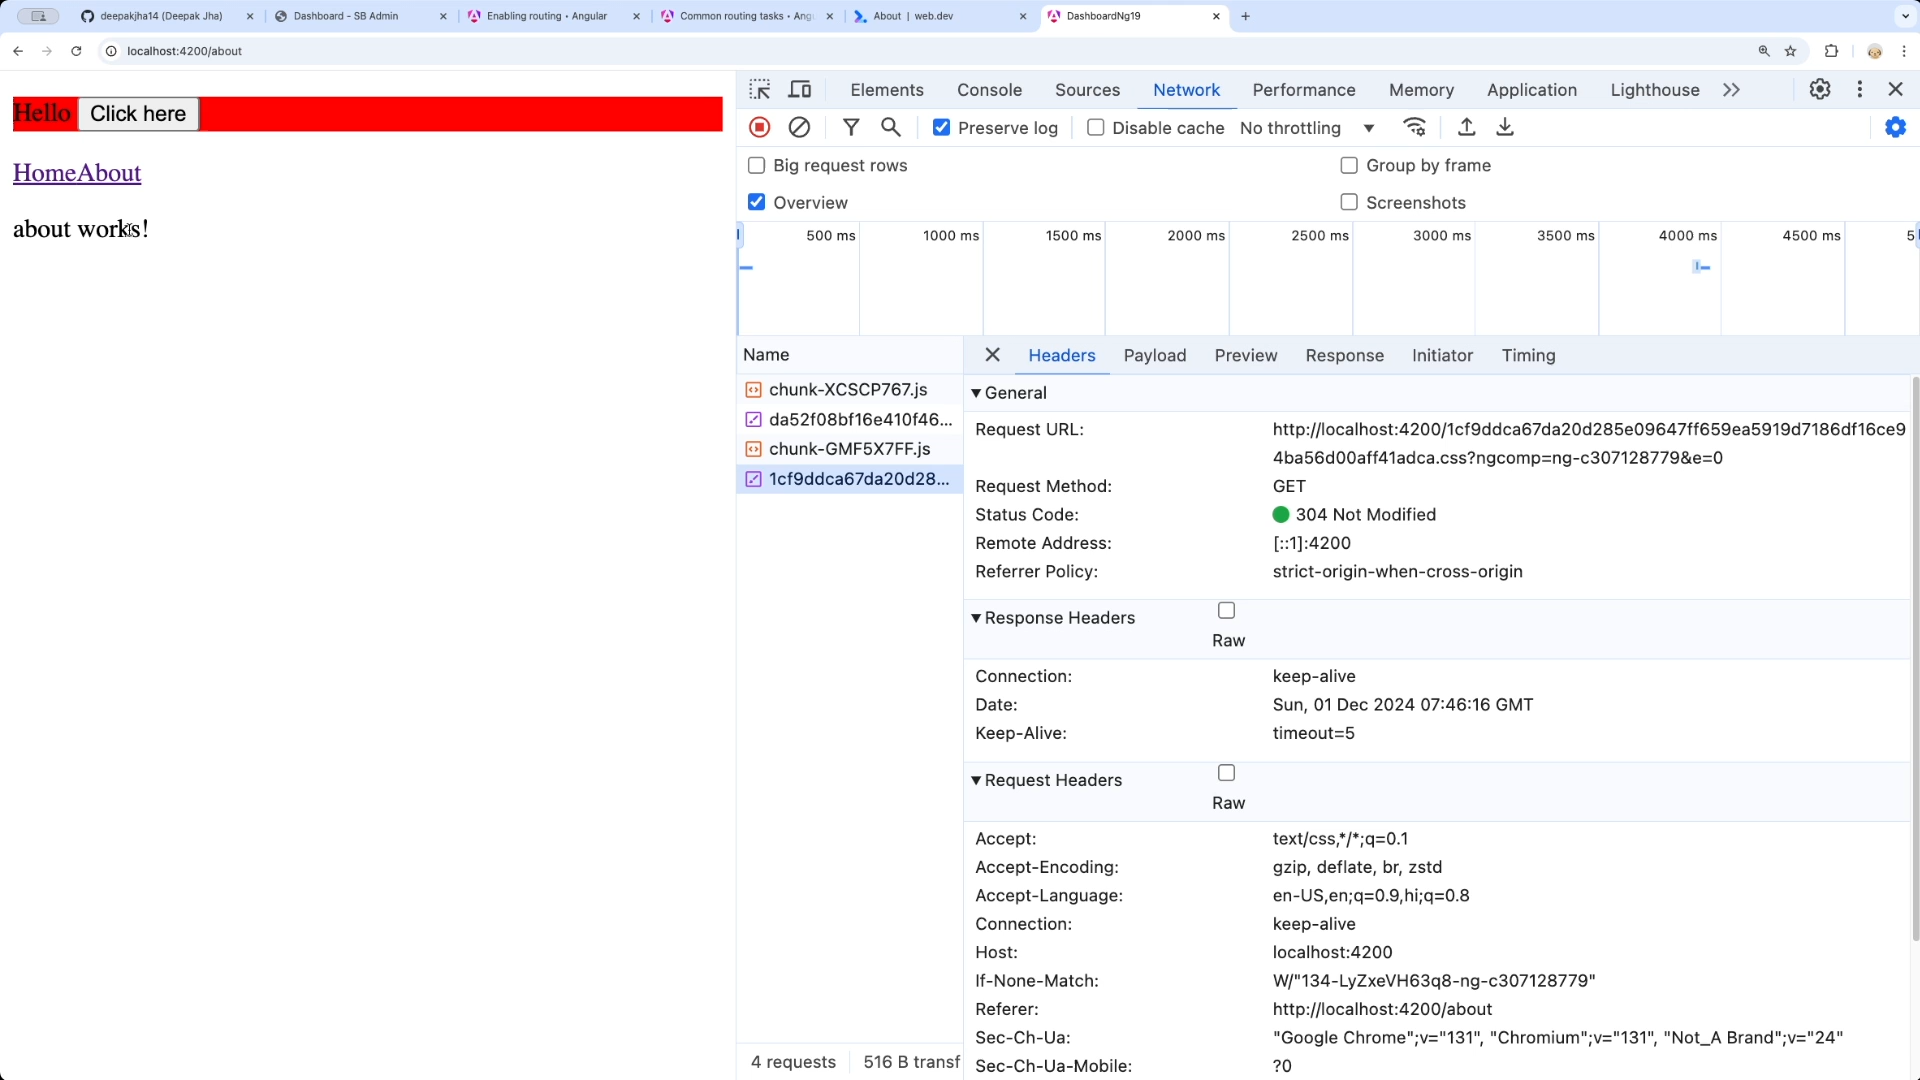 deepakjha14 (Deepak Jha)
Dashboard - SB Admin
Enabling routing • Angular
Common routing tasks • Ang
About | web.dev
DashboardNg19
localhost:4200/about
Hello Click here
HomeAbout
about works!
Elements Console Sources Network Performance Memory Application Lighthouse
Preserve log Disable cache No throttling
Big request rows Group by frame
Overview Screenshots
500 ms 1000 ms 1500 ms 2000 ms 2500 ms 3000 ms 3500 ms 4000 ms 4500 ms 5
Name
chunk-XCSCP767.js
da52f08bf16e410f46...
chunk-GMF5X7FF.js
1cf9ddca67da20d28...
4 requests 516 B transf
Headers Payload Preview Response Initiator Timing
General
Request URL: http://localhost:4200/1cf9ddca67da20d285e09647ff659ea5919d7186df16ce9
4ba56d00aff41adca.css?ngcomp=ng-c307128779&e=0
Request Method: GET
Status Code: 304 Not Modified
Remote Address: [::1]:4200
Referrer Policy: strict-origin-when-cross-origin
Response Headers
Raw
Connection: keep-alive
Date: Sun, 01 Dec 2024 07:46:16 GMT
Keep-Alive: timeout=5
Request Headers
Raw
Accept: text/css,*/*;q=0.1
Accept-Encoding: gzip, deflate, br, zstd
Accept-Language: en-US,en;q=0.9,hi;q=0.8
Connection: keep-alive
Host: localhost:4200
If-None-Match: W/"134-LyZxeVH63q8-ng-c307128779"
Referer: http://localhost:4200/about
Sec-Ch-Ua: "Google Chrome";v="131", "Chromium";v="131", "Not_A Brand";v="24"
Sec-Ch-Ua-Mobile: ?0